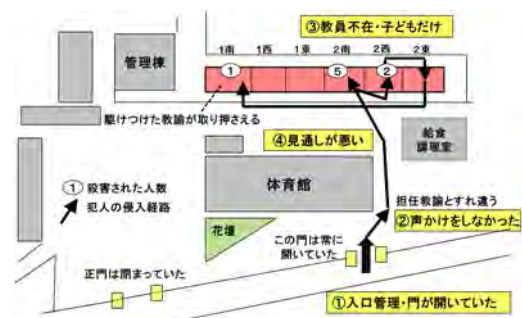 ③教員不在・子どもだけ
1南 1西 1東 2南 2西 2東
管理棟
① ⑤ ②
駆けつけた教諭が取り押さえる
④見通しが悪い
給食
調理室
① 殺害された人数
犯人の侵入経路
体育館
担任教諭とすれ違う
②声かけをしなかった
花壇
この門は常に
開いていた
正門は閉まっていた
①入口管理・門が開いていた